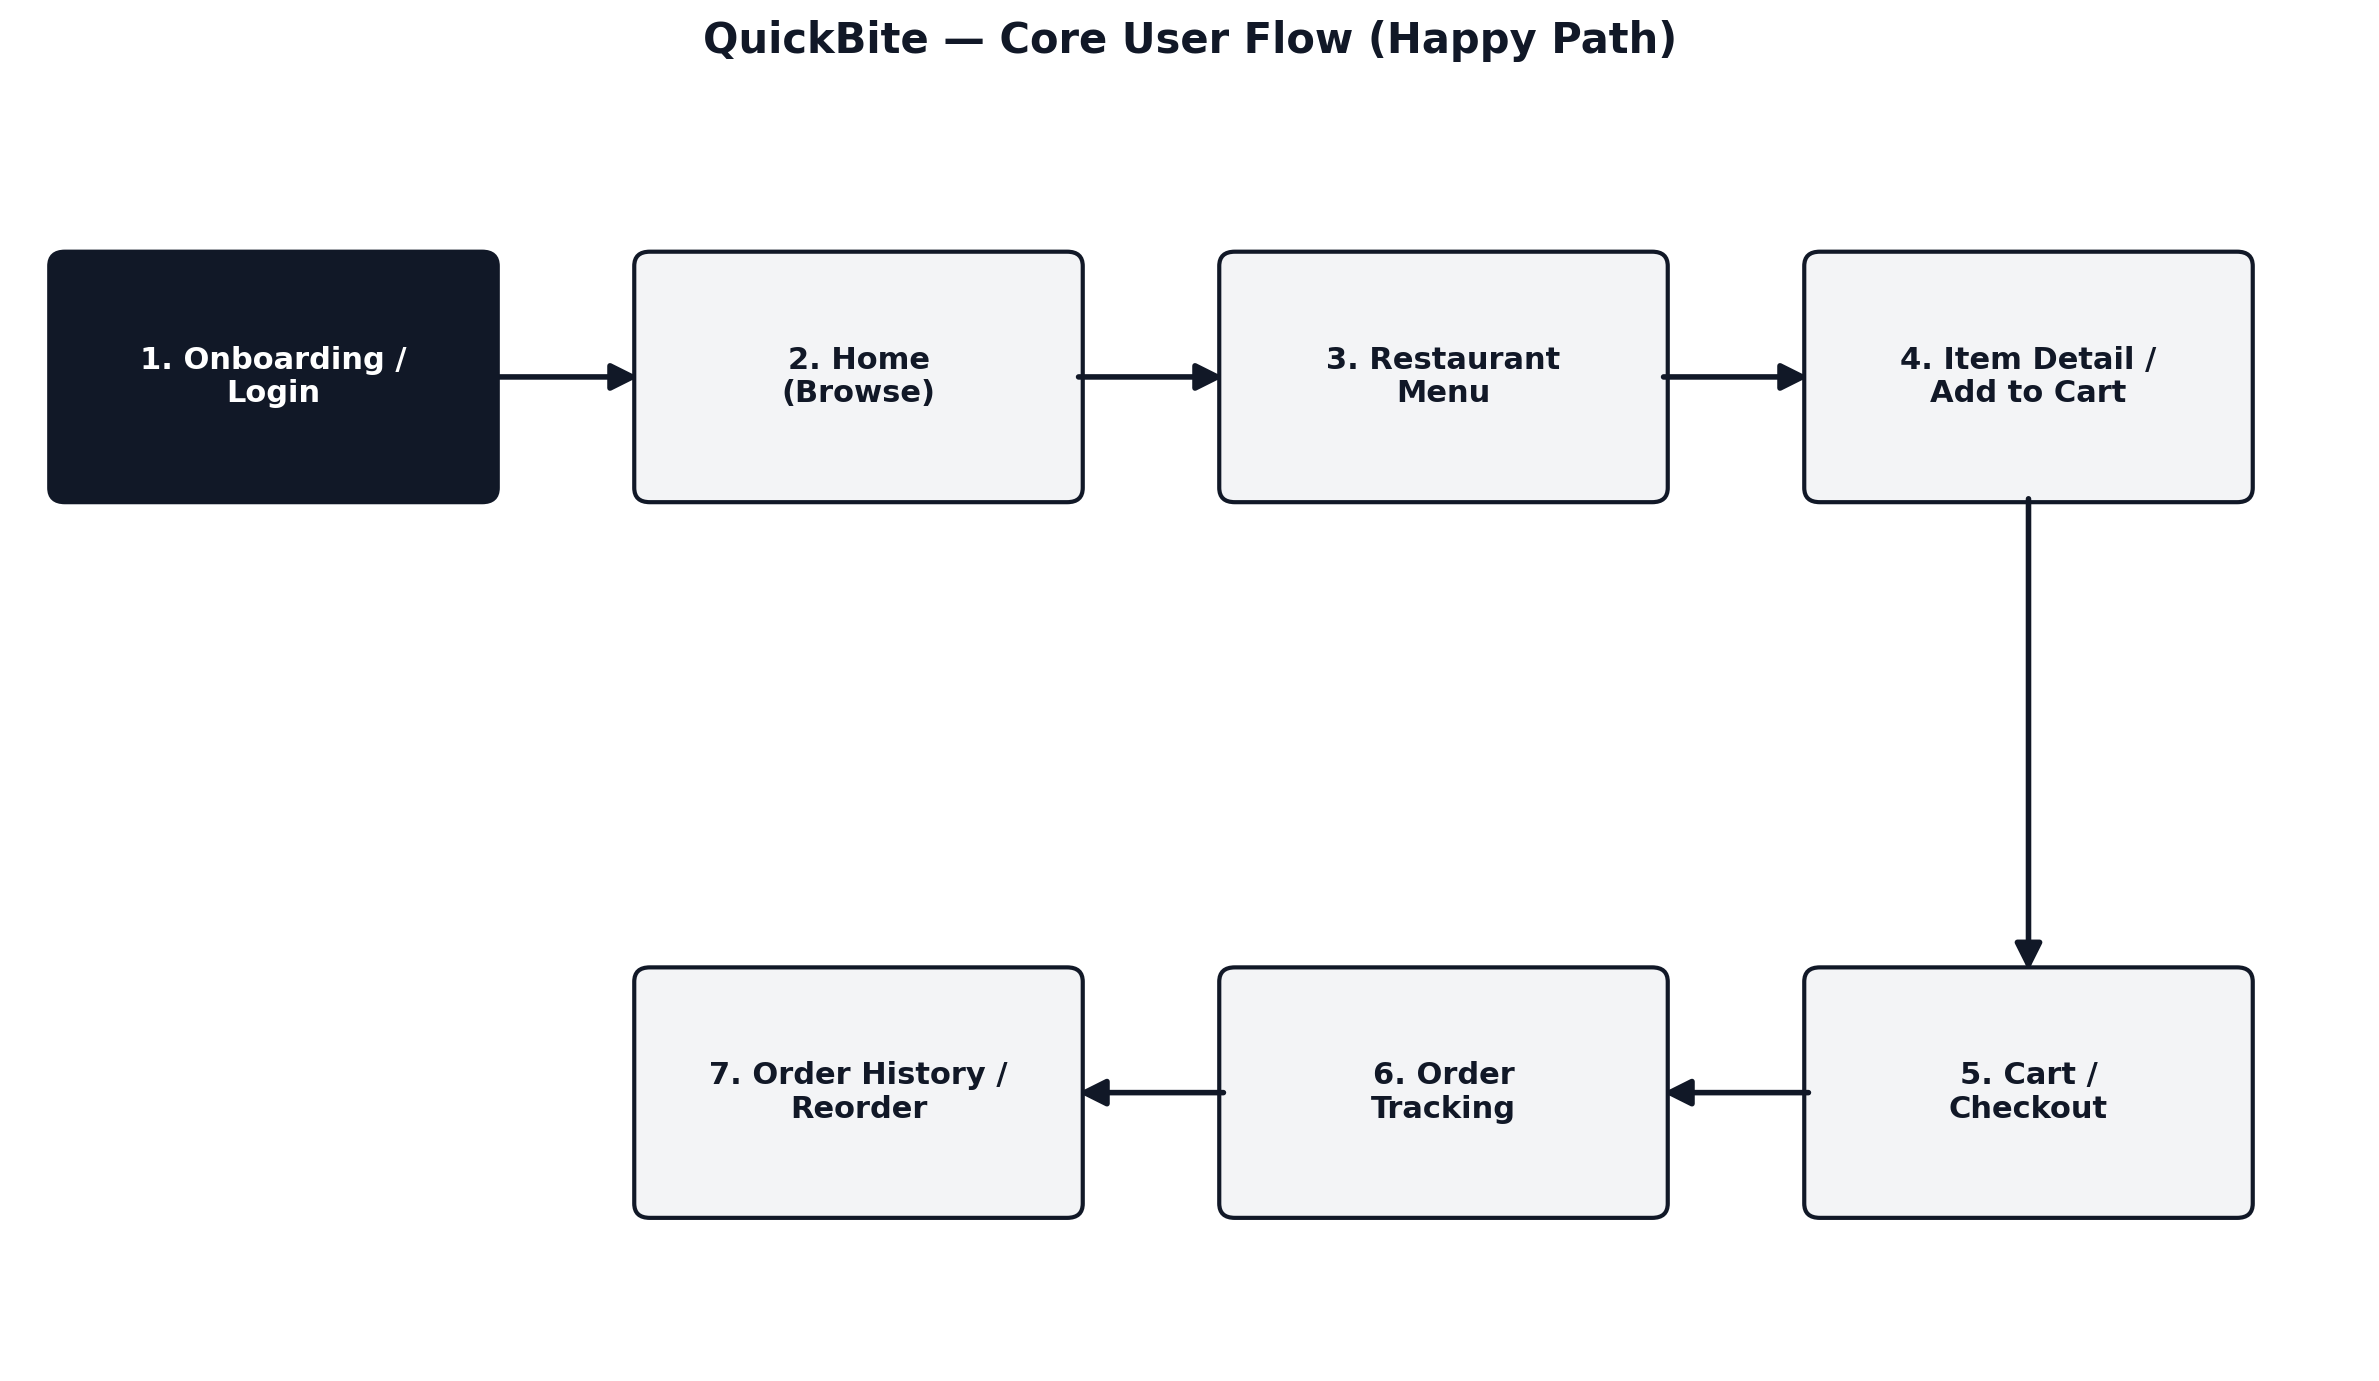 QuickBite — Core User Flow (Happy Path)
1. Onboarding /
Login
2. Home
(Browse)
3. Restaurant
Menu
4. Item Detail /
Add to Cart
5. Cart /
Checkout
6. Order
Tracking
7. Order History /
Reorder